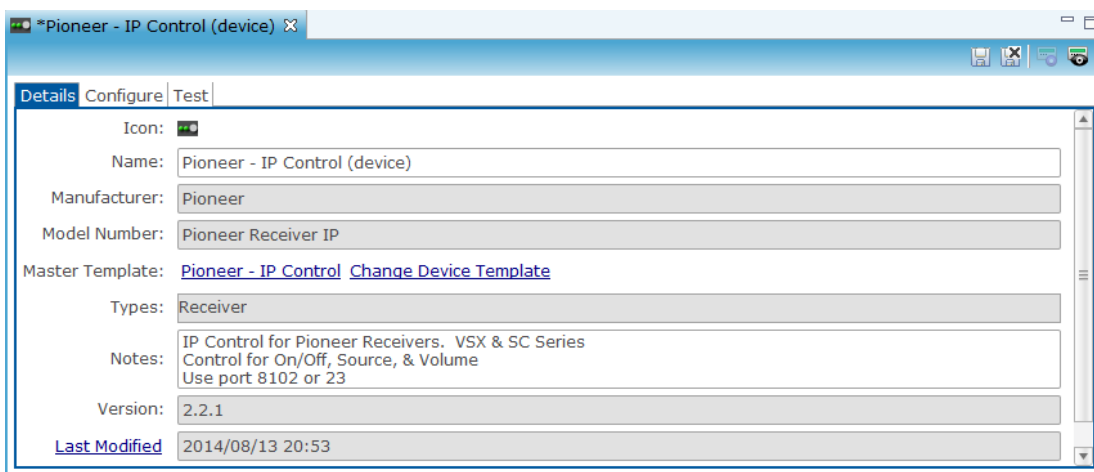 *Pioneer - IP Control (device)
Details Configure Test
Icon:
Name: Pioneer - IP Control (device)
Manufacturer: Pioneer
Model Number: Pioneer Receiver IP
Master Template: Pioneer - IP Control Change Device Template
Types: Receiver
Notes: IP Control for Pioneer Receivers.  VSX & SC Series
Control for On/Off, Source, & Volume
Use port 8102 or 23
Version: 2.2.1
Last Modified 2014/08/13 20:53